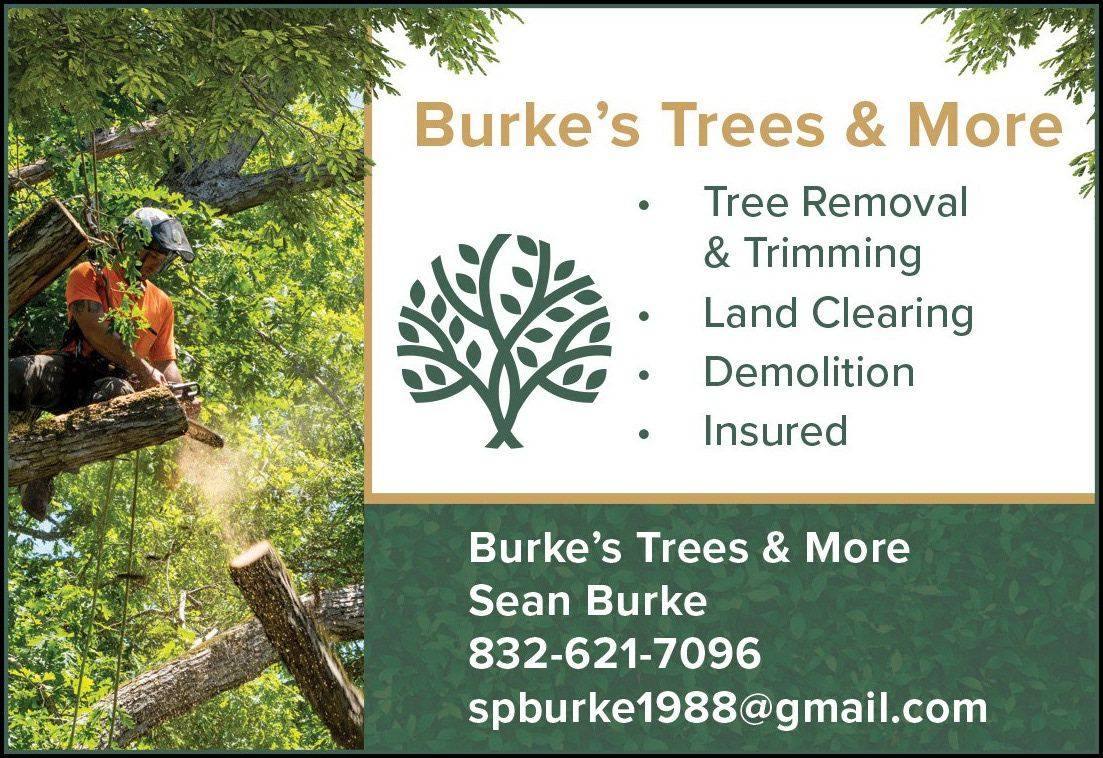 Burke’s Trees & More
• Tree Removal
& Trimming
• Land Clearing
• Demolition
• Insured
Burke’s Trees & More
Sean Burke
832-621-7096
spburke1988@gmail.com